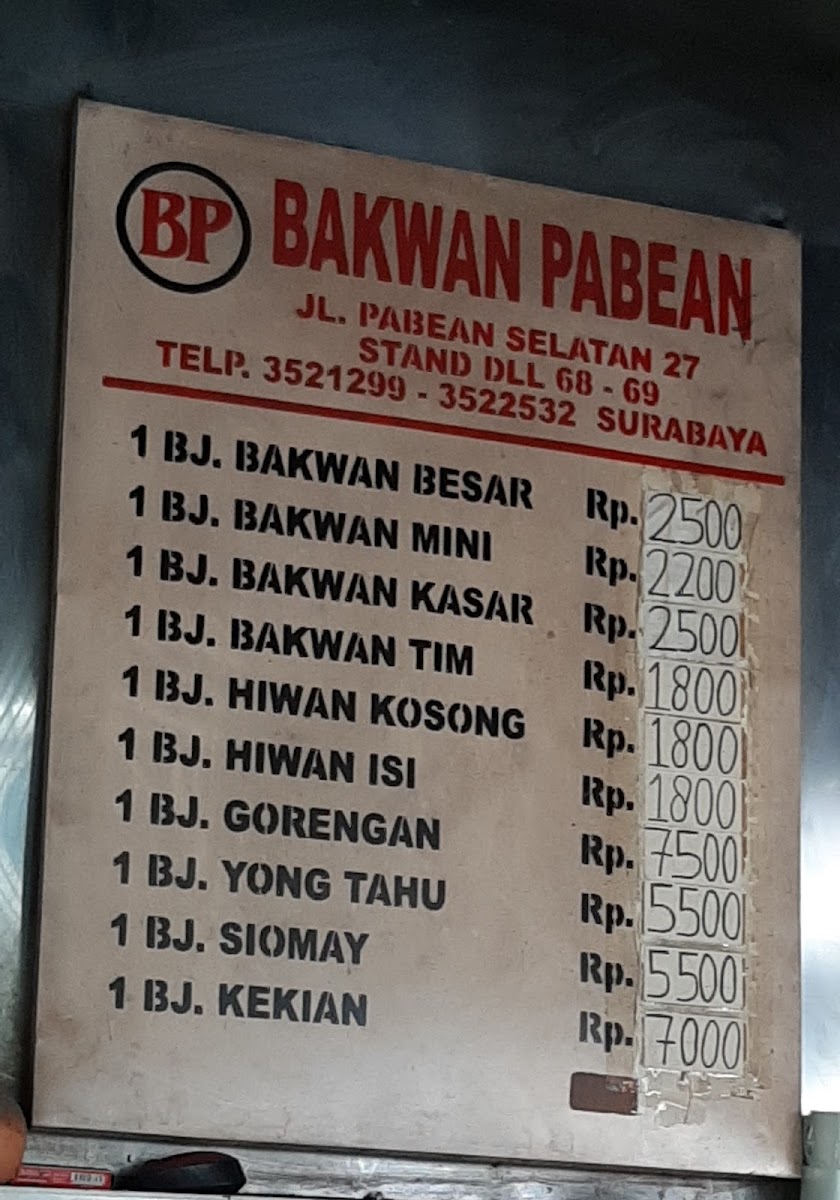 BP BAKWAN PABEAN
JL. PABEAN SELATAN 27
STAND DLL 68 - 69
TELP. 3521299 - 3522532 SURABAYA
1 BJ. BAKWAN BESAR Rp. 2500
1 BJ. BAKWAN MINI Rp. 2200
1 BJ. BAKWAN KASAR Rp. 2500
1 BJ. BAKWAN TIM Rp. 1800
1 BJ. HIWAN KOSONG Rp. 1800
1 BJ. HIWAN ISI Rp. 1800
1 BJ. GORENGAN Rp. 7500
1 BJ. YONG TAHU Rp. 5500
1 BJ. SIOMAY Rp. 5500
1 BJ. KEKIAN Rp. 7000